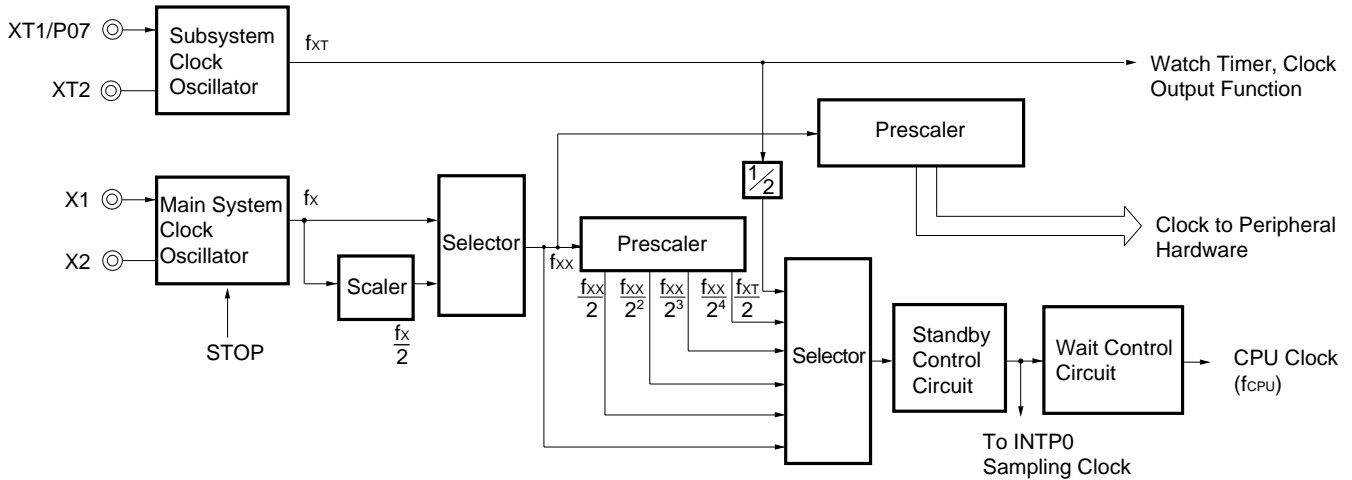 XT1/P07
XT2
Subsystem
Clock
Oscillator
fXT
Watch Timer, Clock
Output Function
Prescaler
1/2
X1
X2
Main System
Clock
Oscillator
fX
Selector
fXX
Prescaler
Clock to Peripheral
Hardware
Scaler
fX/2
STOP
fXX/2
fXX/2²
fXX/2³
fXX/2⁴
fXT/2
Selector
Standby
Control
Circuit
Wait Control
Circuit
CPU Clock
(fCPU)
To INTP0
Sampling Clock